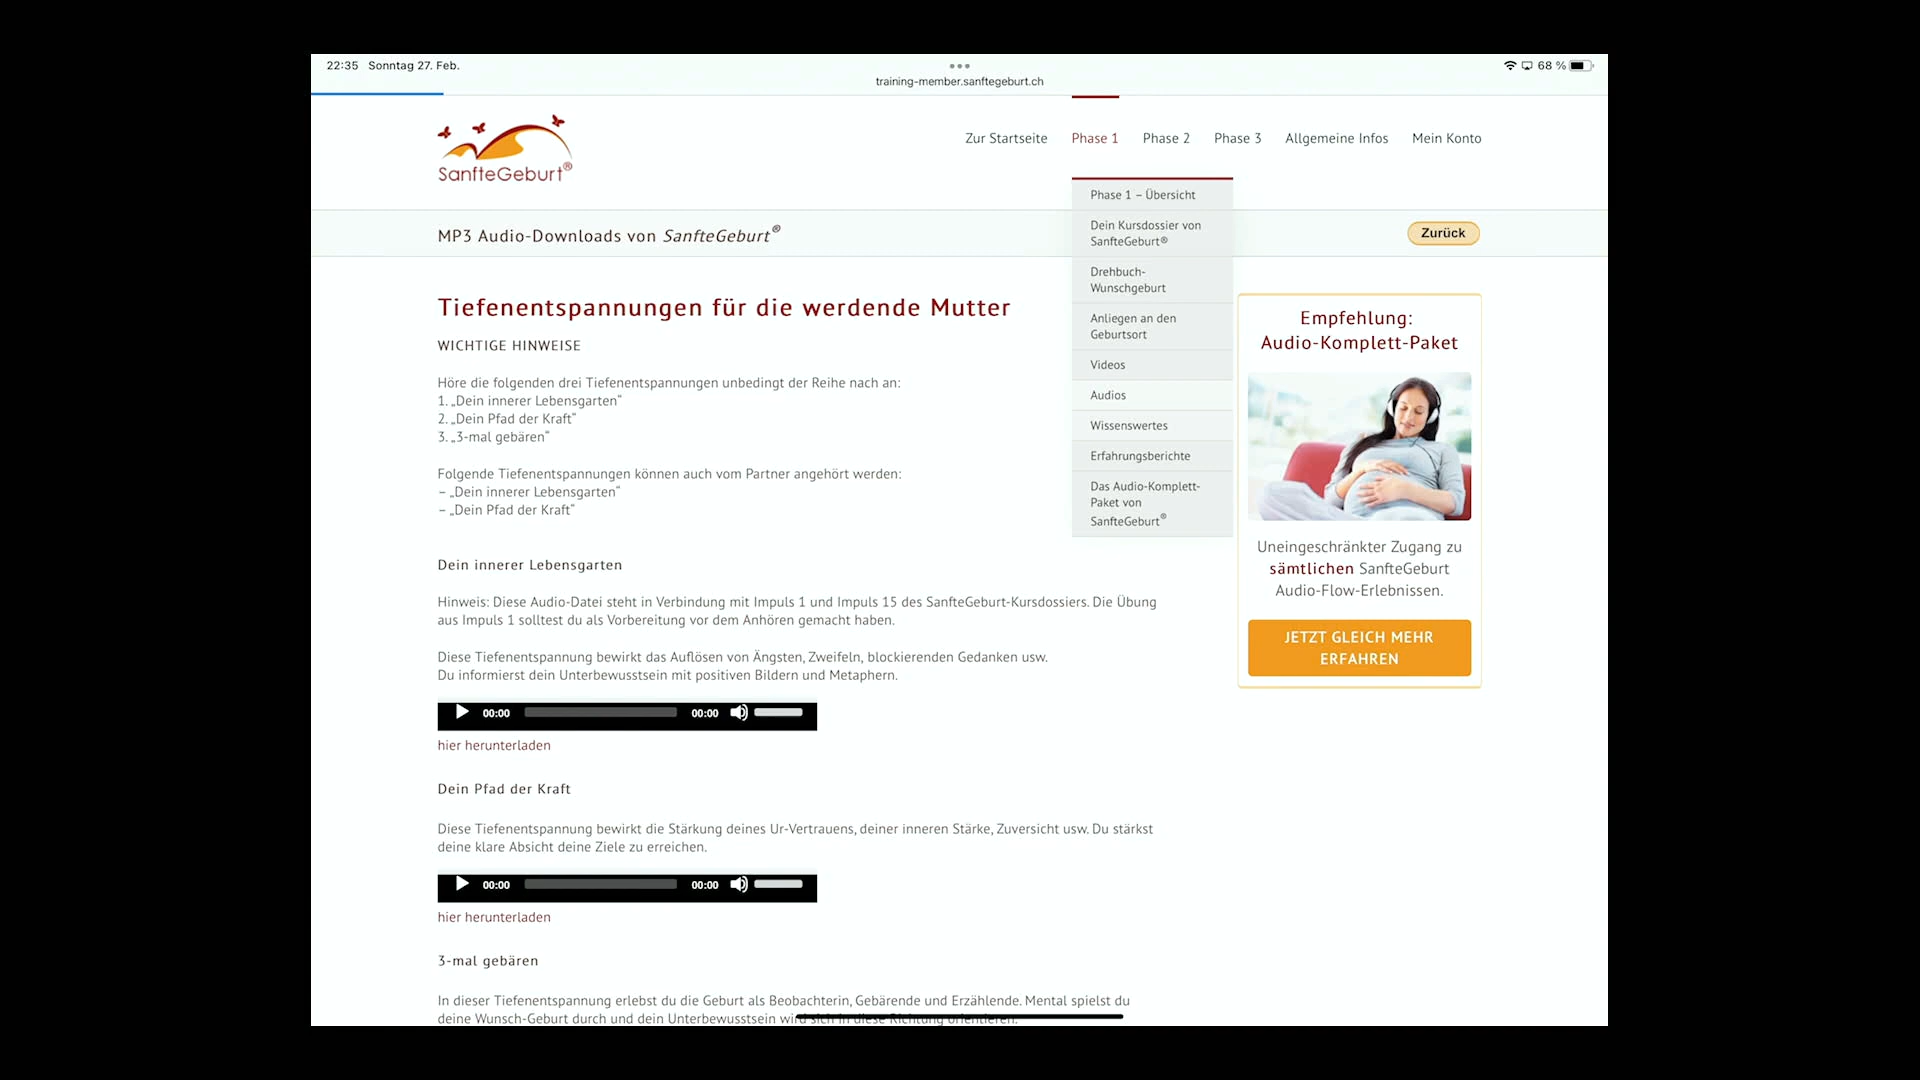 22:35 Sonntag 27. Feb.
training-member.sanftegeburt.ch
68 %
SanfteGeburt®
Zur Startseite
Phase 1
Phase 2
Phase 3
Allgemeine Infos
Mein Konto
Phase 1 – Übersicht
Dein Kursdossier von
SanfteGeburt®
Drehbuch-
Wunschgeburt
Anliegen an den
Geburtsort
Videos
Audios
Wissenswertes
Erfahrungsberichte
Das Audio-Komplett-
Paket von
SanfteGeburt®
MP3 Audio-Downloads von SanfteGeburt®
Zurück
Tiefenentspannungen für die werdende Mutter
WICHTIGE HINWEISE
Höre die folgenden drei Tiefenentspannungen unbedingt der Reihe nach an:
1. „Dein innerer Lebensgarten“
2. „Dein Pfad der Kraft“
3. „3-mal gebären“
Folgende Tiefenentspannungen können auch vom Partner angehört werden:
– „Dein innerer Lebensgarten“
– „Dein Pfad der Kraft“
Dein innerer Lebensgarten
Hinweis: Diese Audio-Datei steht in Verbindung mit Impuls 1 und Impuls 15 des SanfteGeburt-Kursdossiers. Die Übung
aus Impuls 1 solltest du als Vorbereitung vor dem Anhören gemacht haben.
Diese Tiefenentspannung bewirkt das Auflösen von Ängsten, Zweifeln, blockierenden Gedanken usw.
Du informierst dein Unterbewusstsein mit positiven Bildern und Metaphern.
00:00 00:00
hier herunterladen
Dein Pfad der Kraft
Diese Tiefenentspannung bewirkt die Stärkung deines Ur-Vertrauens, deiner inneren Stärke, Zuversicht usw. Du stärkst
deine klare Absicht deine Ziele zu erreichen.
00:00 00:00
hier herunterladen
3-mal gebären
In dieser Tiefenentspannung erlebst du die Geburt als Beobachterin, Gebärende und Erzählende. Mental spielst du
deine Wunsch-Geburt durch und dein Unterbewusstsein wird sich in diese Richtung orientieren.
Empfehlung:
Audio-Komplett-Paket
Uneingeschränkter Zugang zu
sämtlichen SanfteGeburt
Audio-Flow-Erlebnissen.
JETZT GLEICH MEHR
ERFAHREN